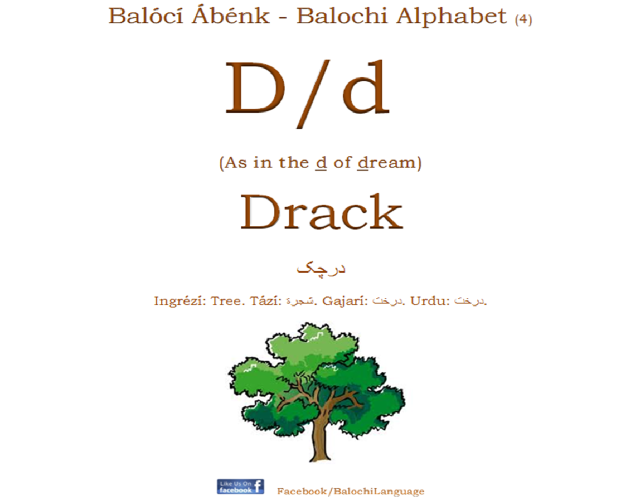 Balócí Ábénk - Balochi Alphabet (4)
D/d
(As in the d of dream)
Drack
درچک
Ingrézí: Tree. Tází: شجرة. Gajarí: درخت. Urdu: درخت.
Like Us On
facebook f
Facebook/BalochiLanguage